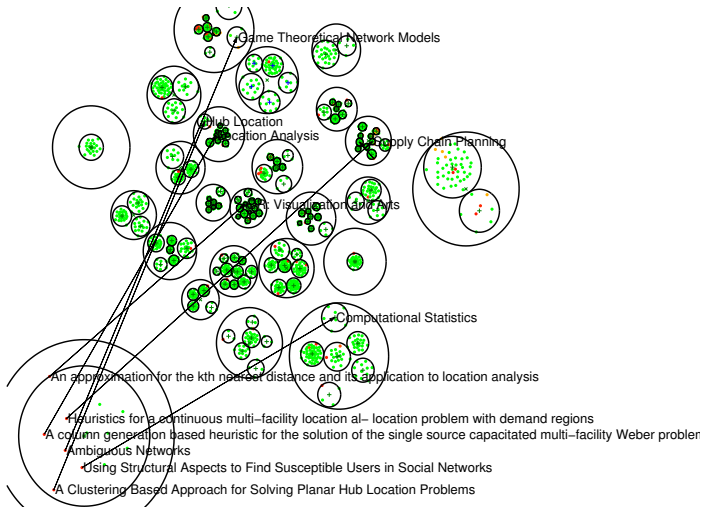 Game Theoretical Network Models
Hub Location
Location Analysis
Supply Chain Planning
Visualization and Arts
Computational Statistics
An approximation for the kth nearest distance and its application to location analysis
Heuristics for a continuous multi−facility location al− location problem with demand regions
A column generation based heuristic for the solution of the single source capacitated multi−facility Weber
Ambiguous Networks
Using Structural Aspects to Find Susceptible Users in Social Networks
A Clustering Based Approach for Solving Planar Hub Location Problems